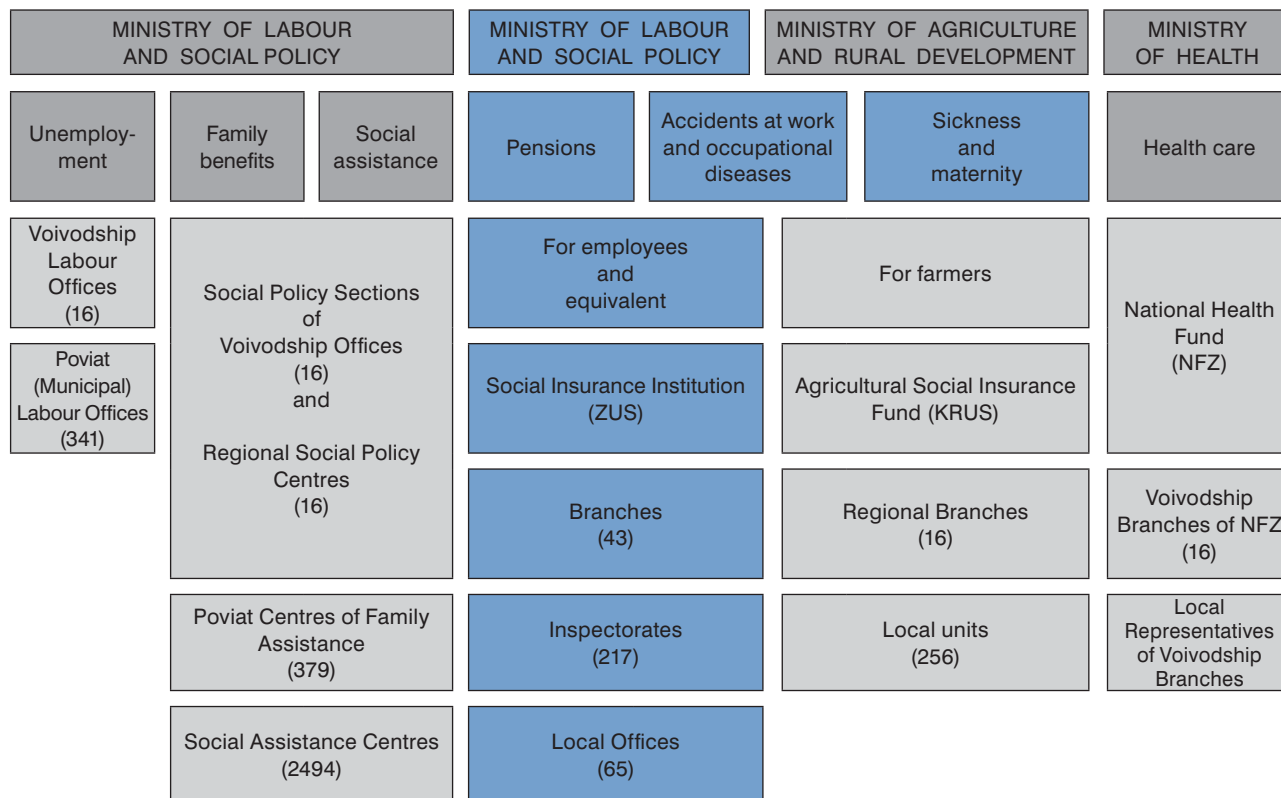 MINISTRY OF LABOUR
AND SOCIAL POLICY
MINISTRY OF LABOUR
AND SOCIAL POLICY
MINISTRY OF AGRICULTURE
AND RURAL DEVELOPMENT
MINISTRY
OF HEALTH
Unemploy-
ment
Family
benefits
Social
assistance
Pensions
Accidents at work
and occupational
diseases
Sickness
and
maternity
Health care
Voivodship
Labour
Offices
(16)
Poviat
(Municipal)
Labour Offices
(341)
Social Policy Sections
of
Voivodship Offices
(16)
and
Regional Social Policy
Centres
(16)
Poviat Centres of Family
Assistance
(379)
Social Assistance Centres
(2494)
For employees
and
equivalent
Social Insurance Institution
(ZUS)
Branches
(43)
Inspectorates
(217)
Local Offices
(65)
For farmers
Agricultural Social Insurance
Fund (KRUS)
Regional Branches
(16)
Local units
(256)
National Health
Fund
(NFZ)
Voivodship
Branches of NFZ
(16)
Local
Representatives
of Voivodship
Branches